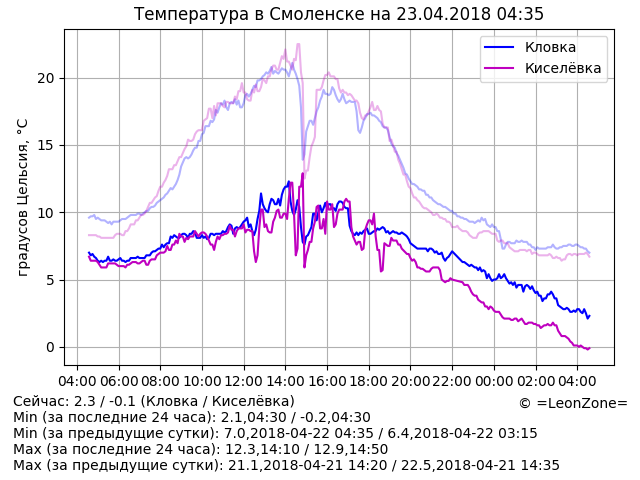 Температура в Смоленске на 23.04.2018 04:35
Кловка
Киселёвка
градусов Цельсия, °C
20
15
10
5
0
04:00 06:00 08:00 10:00 12:00 14:00 16:00 18:00 20:00 22:00 00:00 02:00 04:00
Сейчас: 2.3 / -0.1 (Кловка / Киселёвка)
© =LeonZone=
Min (за последние 24 часа): 2.1,04:30 / -0.2,04:30
Min (за предыдущие сутки): 7.0,2018-04-22 04:35 / 6.4,2018-04-22 03:15
Max (за последние 24 часа): 12.3,14:10 / 12.9,14:50
Max (за предыдущие сутки): 21.1,2018-04-21 14:20 / 22.5,2018-04-21 14:35